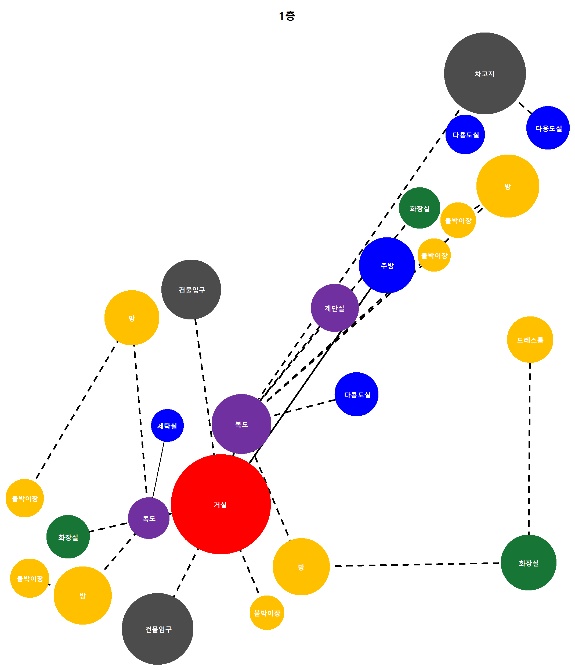 1층
차고지
다용도실
다용도실
방
화장실
붙박이장
주방
붙박이장
건물입구
계단실
방
드레스룸
다용도실
복도
세탁실
붙박이장
거실
복도
화장실
방
화장실
붙박이장
방
붙박이장
건물입구